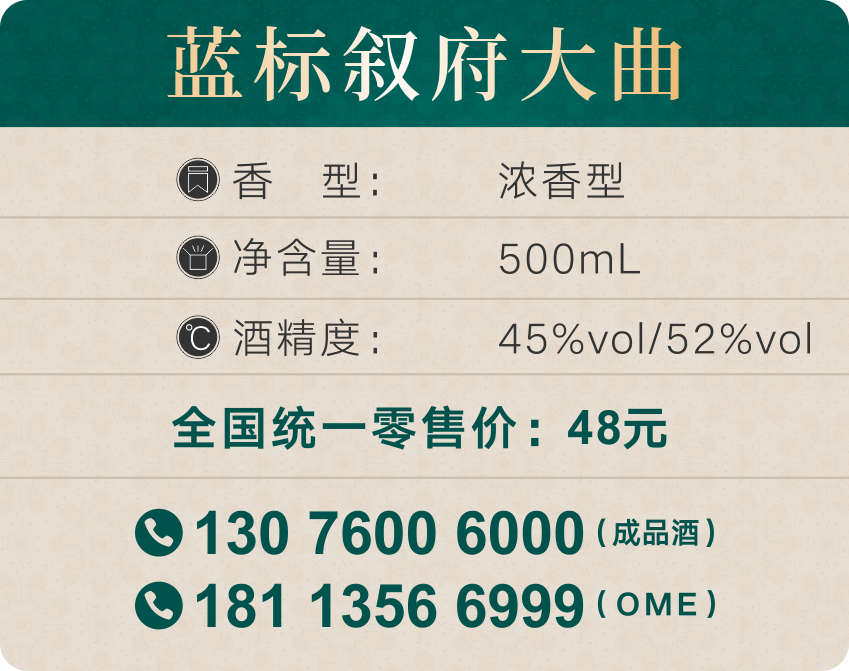 蓝标叙府大曲
香 型： 浓香型
净含量： 500mL
℃ 酒精度： 45%vol/52%vol
全国统一零售价：48元
130 7600 6000（成品酒）
181 1356 6999（OME）